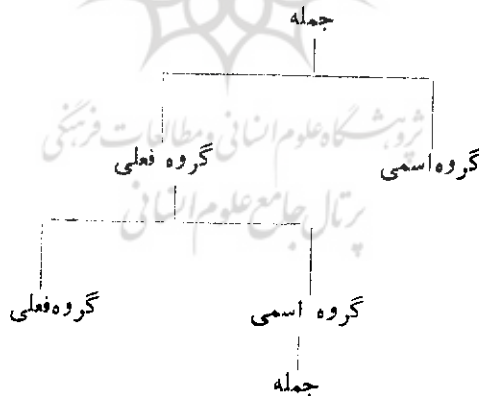 جمله
گروه اسمی گروه فعلی
پژوهشگاه علوم انسانی و مطالعات فرهنگی
پرتال جامع علوم انسانی
گروه اسمی گروه‌فعلی
جمله